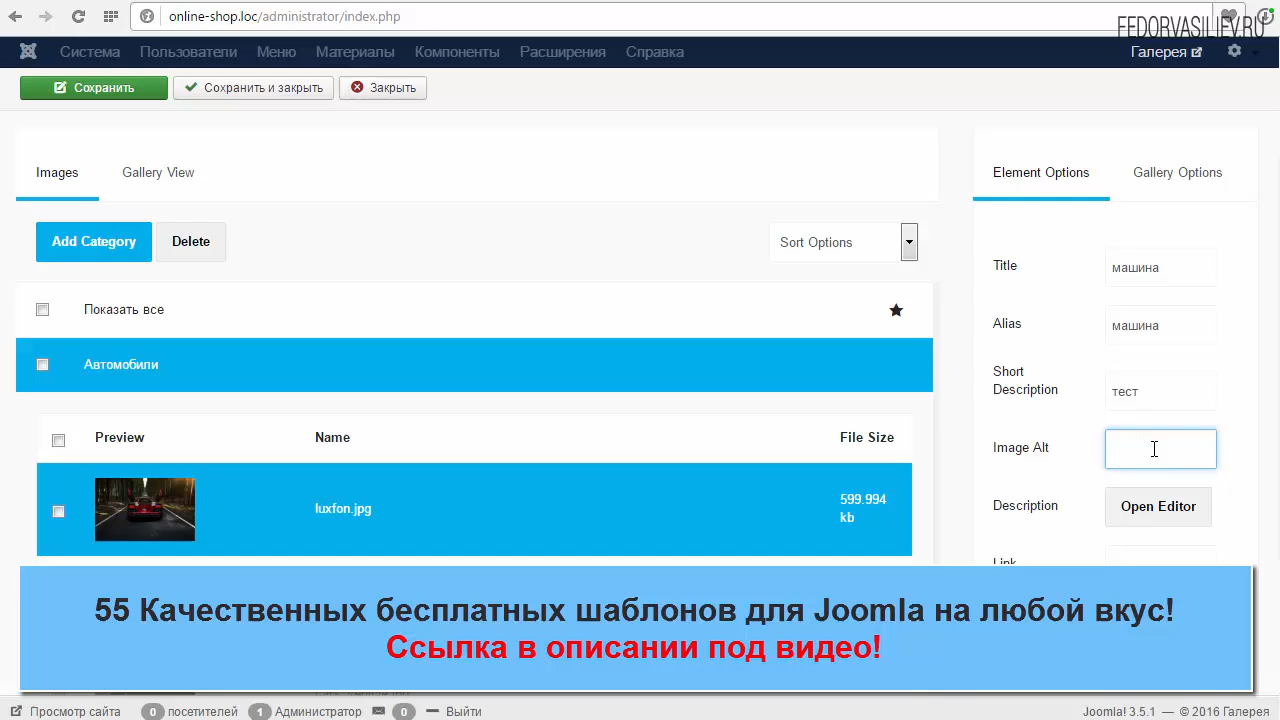 online-shop.loc/administrator/index.php
FEDORVASILIEV.RU
Система Пользователи Меню Материалы Компоненты Расширения Справка Галерея
Сохранить Сохранить и закрыть Закрыть
Images Gallery View
Element Options Gallery Options
Add Category Delete Sort Options
Title машина
Показать все
Alias машина
Автомобили
Short Description тест
Preview Name File Size
Image Alt
luxfon.jpg 599.994 kb
Description Open Editor
Link
55 Качественных бесплатных шаблонов для Joomla на любой вкус!
Ссылка в описании под видео!
Просмотр сайта 0 посетителей 1 Администратор 0 Выйти Joomla! 3.5.1 — © 2016 Галерея